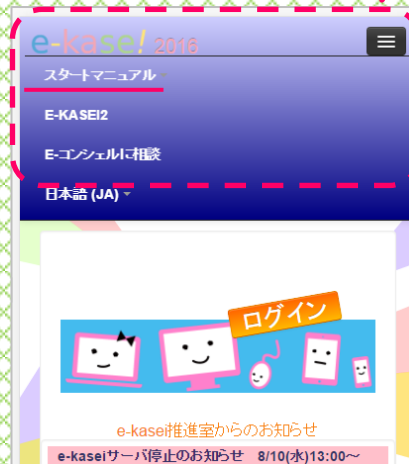 e-kase! 2016
スタートマニュアル
E-KASEI2
E-コンシェルに相談
日本語 (JA)
ログイン
e-kasei推進室からのお知らせ
e-kaseiサーバ停止のお知らせ 8/10(水)13:00～